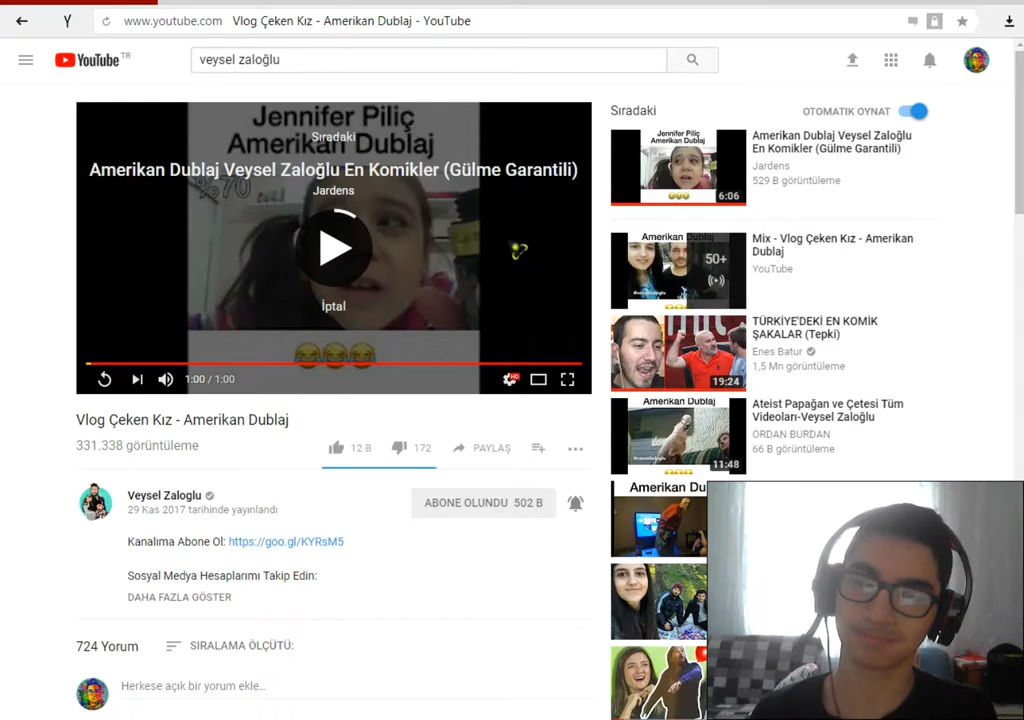 www.youtube.com Vlog Çeken Kız - Amerikan Dublaj - YouTube
YouTube TR
veysel zaloğlu
Jennifer Piliç
Amerikan Dublaj
Sıradaki
Amerikan Dublaj Veysel Zaloğlu En Komikler (Gülme Garantili)
Jardens
%70
İptal
1:00 / 1:00
HD
Vlog Çeken Kız - Amerikan Dublaj
331.338 görüntüleme
12 B
172
PAYLAŞ
Veysel Zaloglu
29 Kas 2017 tarihinde yayınlandı
ABONE OLUNDU 502 B
Kanalıma Abone Ol: https://goo.gl/KYRsM5
Sosyal Medya Hesaplarımı Takip Edin:
DAHA FAZLA GÖSTER
724 Yorum
SIRALAMA ÖLÇÜTÜ:
Herkese açık bir yorum ekle...
Sıradaki
OTOMATIK OYNAT
Jennifer Piliç
Amerikan Dublaj
6:06
Amerikan Dublaj Veysel Zaloğlu
En Komikler (Gülme Garantili)
Jardens
529 B görüntüleme
Amerikan Dublaj
50+
Mix - Vlog Çeken Kız - Amerikan
Dublaj
YouTube
19:24
TÜRKİYE'DEKİ EN KOMİK
ŞAKALAR (Tepki)
Enes Batur
1,5 Mn görüntüleme
Amerikan Dublaj
11:48
Ateist Papağan ve Çetesi Tüm
Videoları-Veysel Zaloğlu
ORDAN BURDAN
66 B görüntüleme
Amerikan Du